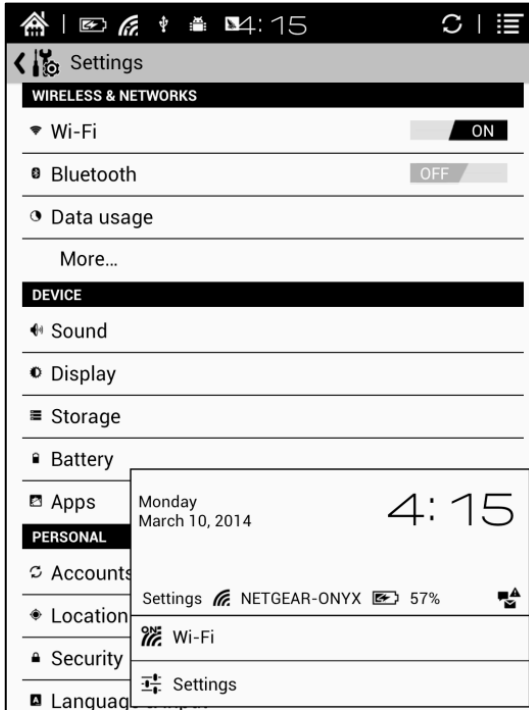 4:15
Settings
WIRELESS & NETWORKS
Wi-Fi
ON
Bluetooth
OFF
Data usage
More...
DEVICE
Sound
Display
Storage
Battery
Apps
PERSONAL
Accounts
Location
Security
Language
Monday
March 10, 2014
4:15
Settings NETGEAR-ONYX 57%
Wi-Fi
Settings